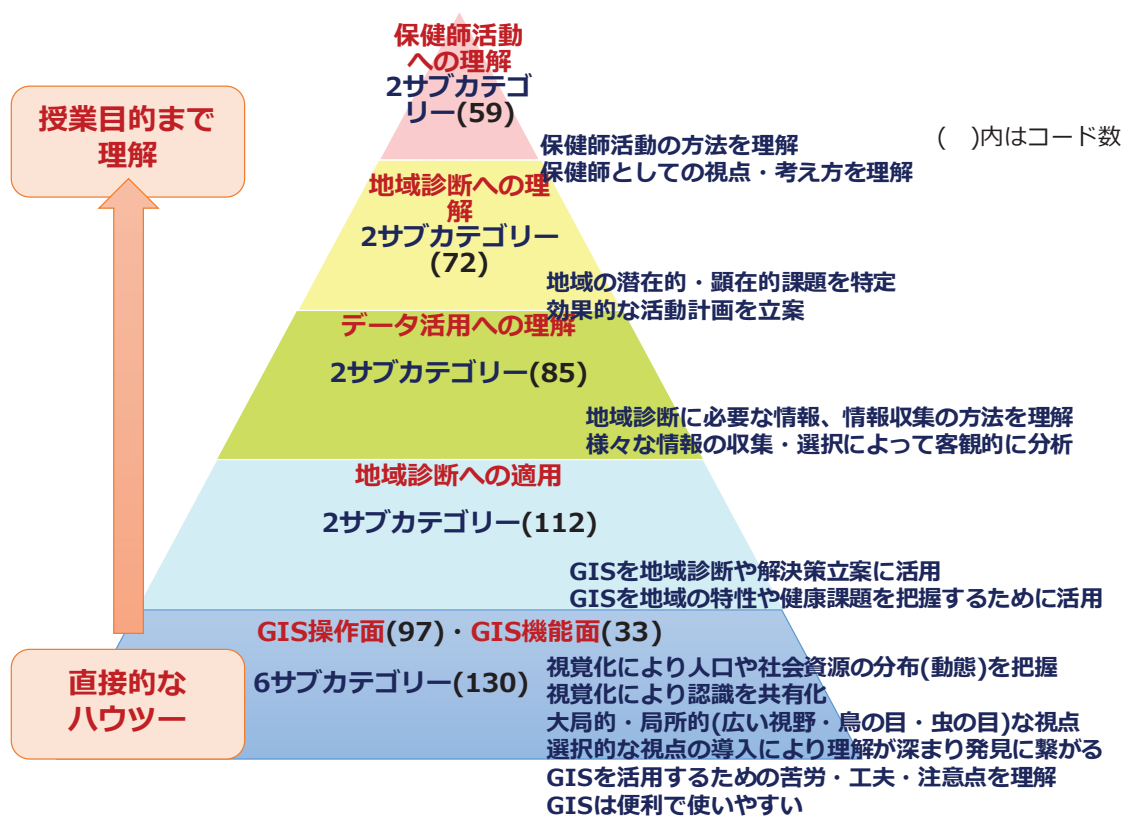 保健師活動
への理解
2サブカテゴ
リー(59)
授業目的まで
理解
(　)内はコード数
保健師活動の方法を理解
保健師としての視点・考え方を理解
地域診断への理
解
2サブカテゴリー
(72)
地域の潜在的・顕在的課題を特定
効果的な活動計画を立案
データ活用への理解
2サブカテゴリー(85)
地域診断に必要な情報、情報収集の方法を理解
様々な情報の収集・選択によって客観的に分析
地域診断への適用
2サブカテゴリー(112)
GISを地域診断や解決策立案に活用
GISを地域の特性や健康課題を把握するために活用
GIS操作面(97)・GIS機能面(33)
6サブカテゴリー(130)
直接的な
ハウツー
視覚化により人口や社会資源の分布(動態)を把握
視覚化により認識を共有化
大局的・局所的(広い視野・鳥の目・虫の目)な視点
選択的な視点の導入により理解が深まり発見に繋がる
GISを活用するための苦労・工夫・注意点を理解
GISは便利で使いやすい